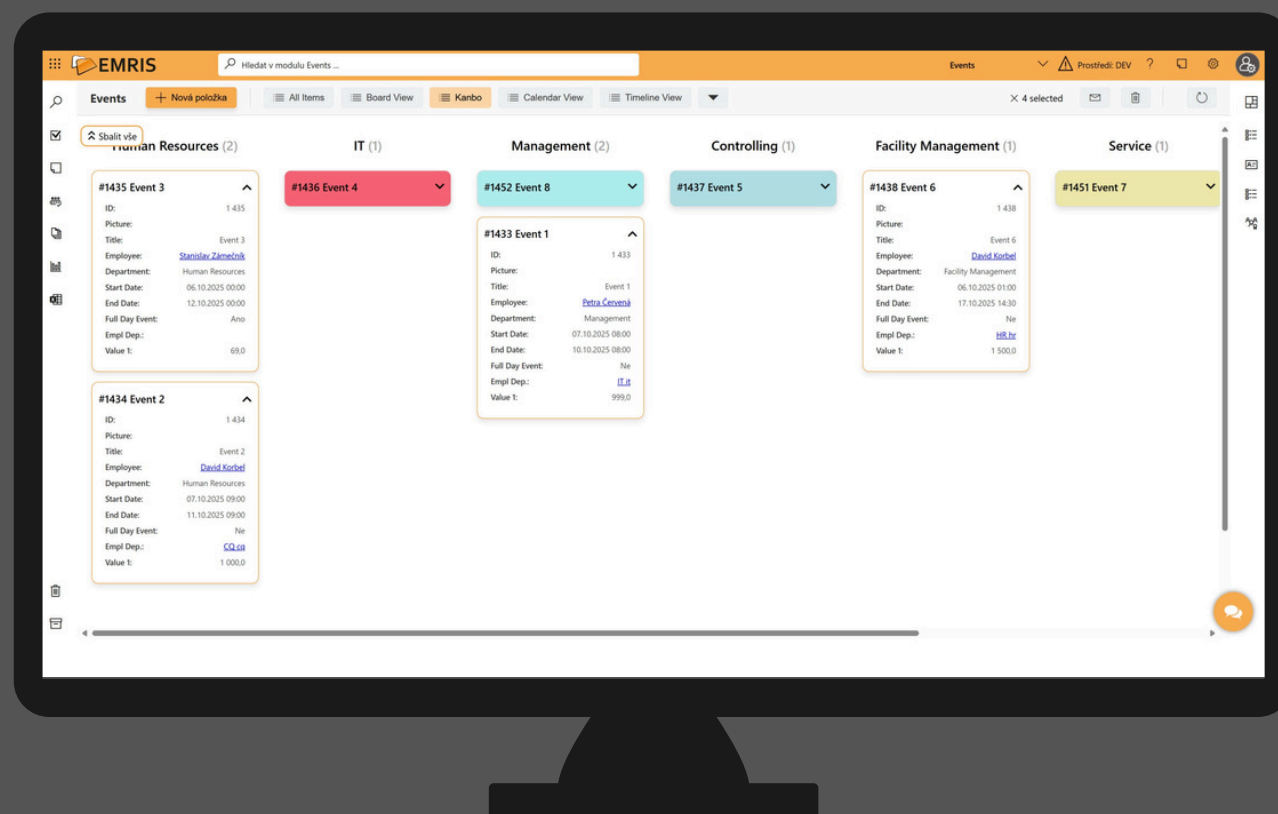 EMRIS
Hledat v modulu Events ...
Events
Prostředí: DEV
?
Events
+ Nová položka
All Items
Board View
Kanbo
Calendar View
Timeline View
× 4 selected
Sbalit vše
Human Resources (2)
IT (1)
Management (2)
Controlling (1)
Facility Management (1)
Service (1)
#1435 Event 3
ID: 1 435
Picture:
Title: Event 3
Employee: Stanislav Zámečník
Department: Human Resources
Start Date: 06.10.2025 00:00
End Date: 12.10.2025 00:00
Full Day Event: Ano
Empl Dep.:
Value 1: 69,0
#1434 Event 2
ID: 1 434
Picture:
Title: Event 2
Employee: David Korbel
Department: Human Resources
Start Date: 07.10.2025 09:00
End Date: 11.10.2025 09:00
Full Day Event: Ne
Empl Dep.: CQ cq
Value 1: 1 000,0
#1436 Event 4
#1452 Event 8
#1433 Event 1
ID: 1 433
Picture:
Title: Event 1
Employee: Petra Červená
Department: Management
Start Date: 07.10.2025 08:00
End Date: 10.10.2025 08:00
Full Day Event: Ne
Empl Dep.: IT it
Value 1: 999,0
#1437 Event 5
#1438 Event 6
ID: 1 438
Picture:
Title: Event 6
Employee: David Korbel
Department: Facility Management
Start Date: 06.10.2025 01:00
End Date: 17.10.2025 14:30
Full Day Event: Ne
Empl Dep.: HR hr
Value 1: 1 500,0
#1451 Event 7